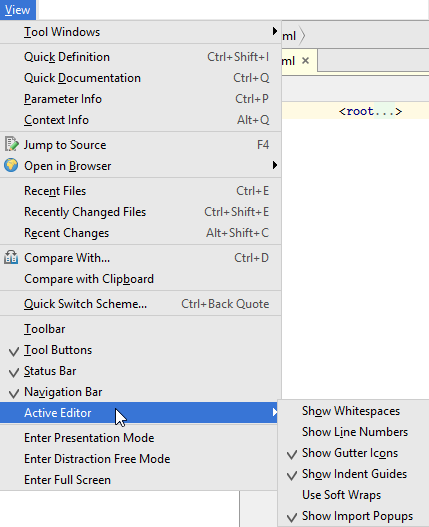 View
Tool Windows
ml
Quick Definition Ctrl+Shift+I
ml ×
Quick Documentation Ctrl+Q
Parameter Info Ctrl+P
<root...>
Context Info Alt+Q
Jump to Source F4
Open in Browser
Recent Files Ctrl+E
Recently Changed Files Ctrl+Shift+E
Recent Changes Alt+Shift+C
Compare With... Ctrl+D
Compare with Clipboard
Quick Switch Scheme... Ctrl+Back Quote
Toolbar
Tool Buttons
Status Bar
Navigation Bar
Active Editor
Enter Presentation Mode
Enter Distraction Free Mode
Enter Full Screen
Show Whitespaces
Show Line Numbers
Show Gutter Icons
Show Indent Guides
Use Soft Wraps
Show Import Popups